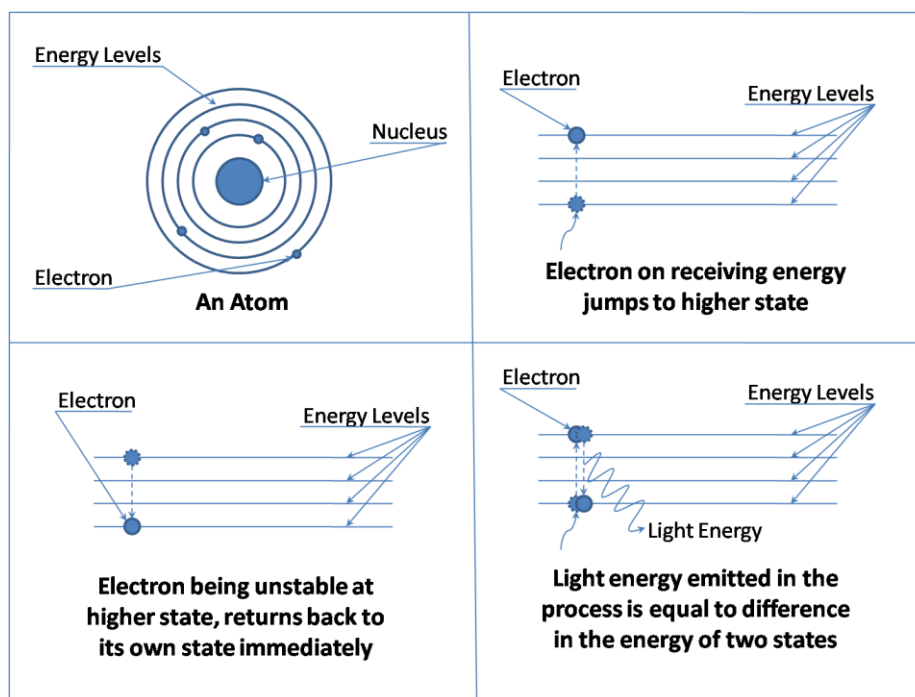 Energy Levels
Nucleus
Electron
An Atom
Electron
Energy Levels
Electron on receiving energy
jumps to higher state
Electron
Energy Levels
Electron being unstable at
higher state, returns back to
its own state immediately
Electron
Energy Levels
Light Energy
Light energy emitted in the
process is equal to difference
in the energy of two states